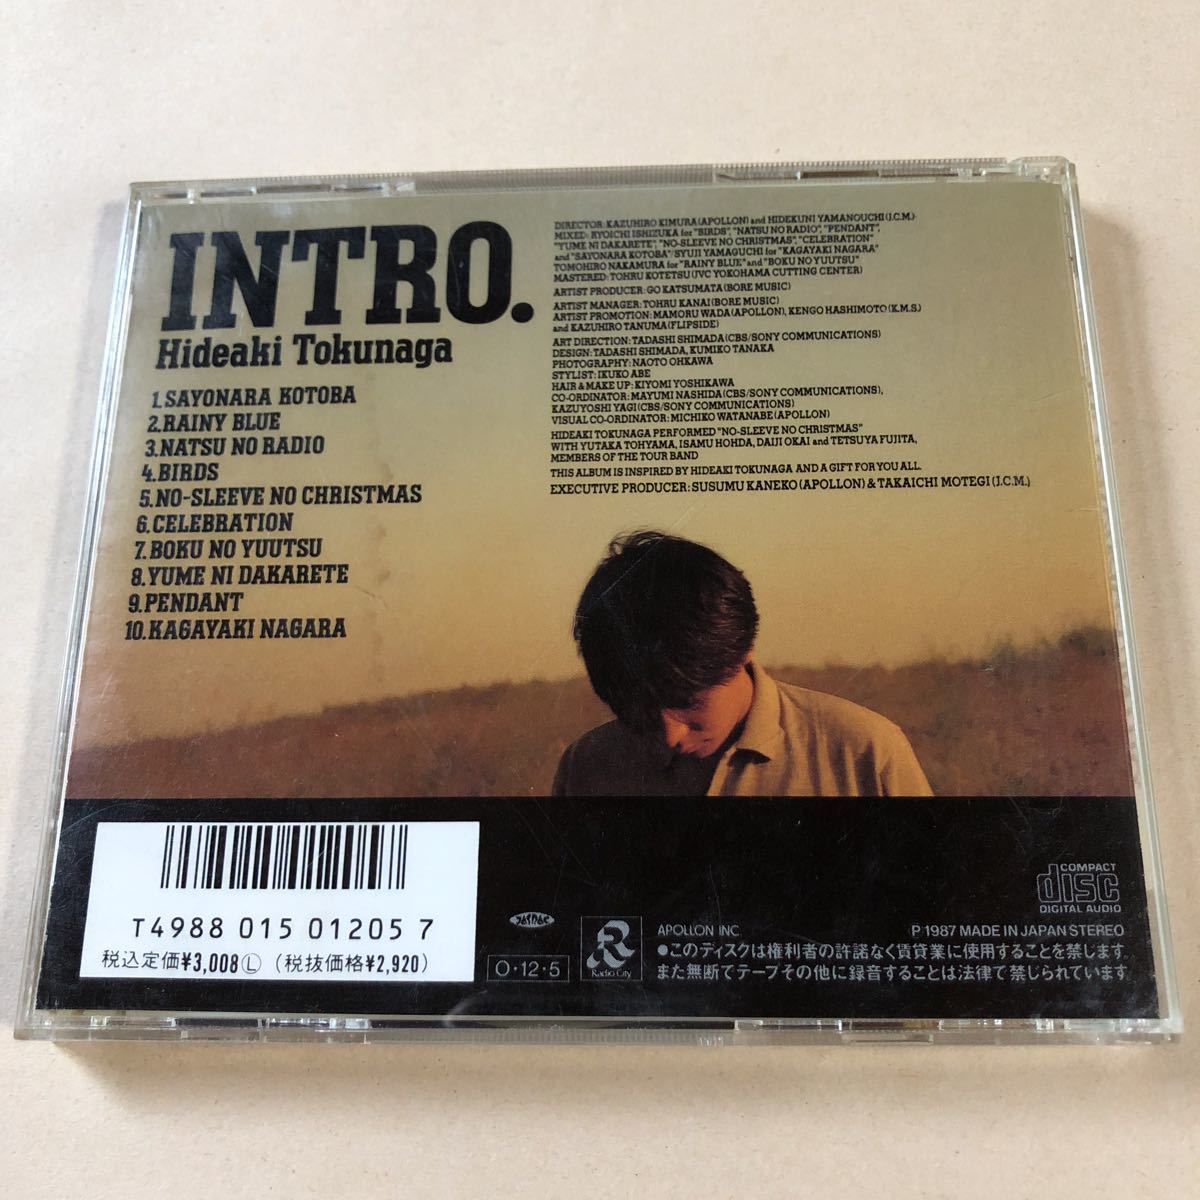 INTRO.
Hideaki Tokunaga
1.SAYONARA KOTOBA
2.RAINY BLUE
3.NATSU NO RADIO
4.BIRDS
5.NO-SLEEVE NO CHRISTMAS
6.CELEBRATION
7.BOKU NO YUUTSU
8.YUME NI DAKARETE
9.PENDANT
10.KAGAYAKI NAGARA
DIRECTOR: KAZUHIRO KIMURA (APOLLON) and HIDEKUNI YAMANOUCHI (J.C.M.)
MIXED: RYOICHI ISHIZUKA for "BIRDS", "NATSU NO RADIO", "PENDANT",
"YUME NI DAKARETE", "NO-SLEEVE NO CHRISTMAS", "CELEBRATION"
and "SAYONARA KOTOBA"/SYUJI YAMAGUCHI for "KAGAYAKI NAGARA"
TOMOHIRO NAKAMURA for "RAINY BLUE" and "BOKU NO YUUTSU"
MASTERED: TOHRU KOTETSU (JVC YOKOHAMA CUTTING CENTER)
ARTIST PRODUCER: GO KATSUMATA (BORE MUSIC)
ARTIST MANAGER: TOHRU KANAI (BORE MUSIC)
ARTIST PROMOTION: MAMORU WADA (APOLLON), KENGO HASHIMOTO (K.M.S.)
and KAZUHIRO TANUMA (FLIPSIDE)
ART DIRECTION: TADASHI SHIMADA (CBS/SONY COMMUNICATIONS)
DESIGN: TADASHI SHIMADA, KUMIKO TANAKA
PHOTOGRAPHY: NAOTO OHKAWA
STYLIST: IKUKO ABE
HAIR & MAKE UP: KIYOMI YOSHIKAWA
CO-ORDINATOR: MAYUMI NASHIDA (CBS/SONY COMMUNICATIONS),
KAZUYOSHI YAGI (CBS/SONY COMMUNICATIONS)
VISUAL CO-ORDINATOR: MICHIKO WATANABE (APOLLON)
HIDEAKI TOKUNAGA PERFORMED "NO-SLEEVE NO CHRISTMAS"
WITH YUTAKA TOHYAMA, ISAMU HOHDA, DAIJI OKAI and TETSUYA FUJITA,
MEMBERS OF THE TOUR BAND
THIS ALBUM IS INSPIRED BY HIDEAKI TOKUNAGA AND A GIFT FOR YOU ALL.
EXECUTIVE PRODUCER: SUSUMU KANEKO (APOLLON) & TAKAICHI MOTEGI (J.C.M.)
T4988 015 01205 7
税込定価¥3,008Ⓛ (税抜価格¥2,920)
JASRAC
O・12・5
R
Radio City
COMPACT
disc
DIGITAL AUDIO
APOLLON INC.
P.1987 MADE IN JAPAN STEREO
●このディスクは権利者の許諾なく賃貸業に使用することを禁じます。
また無断でテープその他に録音することは法律で禁じられています。